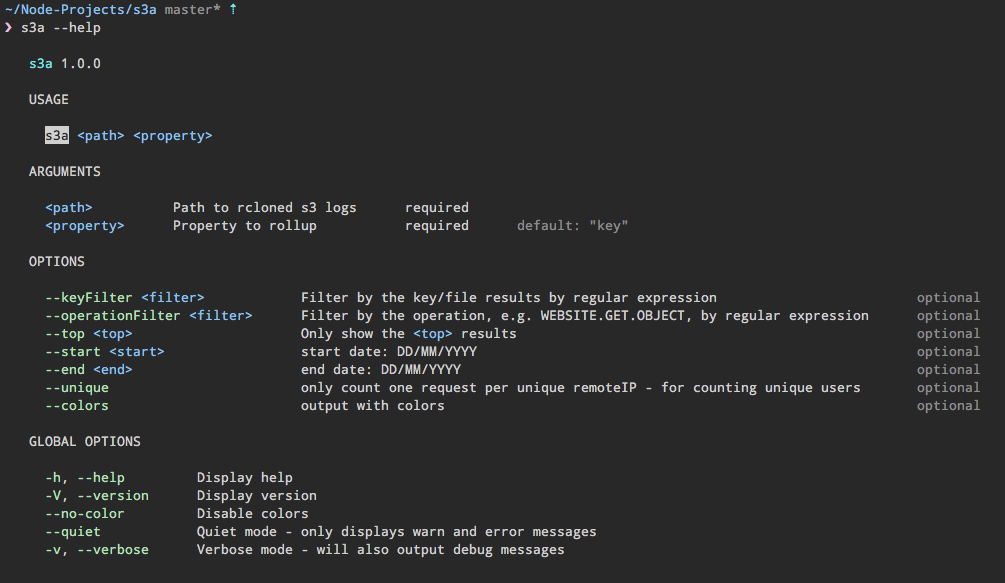 ~/Node-Projects/s3a master* ⇡
❯ s3a --help
s3a 1.0.0
USAGE
s3a <path> <property>
ARGUMENTS
<path> Path to rcloned s3 logs required
<property> Property to rollup required default: "key"
OPTIONS
--keyFilter <filter> Filter by the key/file results by regular expression optional
--operationFilter <filter> Filter by the operation, e.g. WEBSITE.GET.OBJECT, by regular expression optional
--top <top> Only show the <top> results optional
--start <start> start date: DD/MM/YYYY optional
--end <end> end date: DD/MM/YYYY optional
--unique only count one request per unique remoteIP - for counting unique users optional
--colors output with colors optional
GLOBAL OPTIONS
-h, --help Display help
-V, --version Display version
--no-color Disable colors
--quiet Quiet mode - only displays warn and error messages
-v, --verbose Verbose mode - will also output debug messages